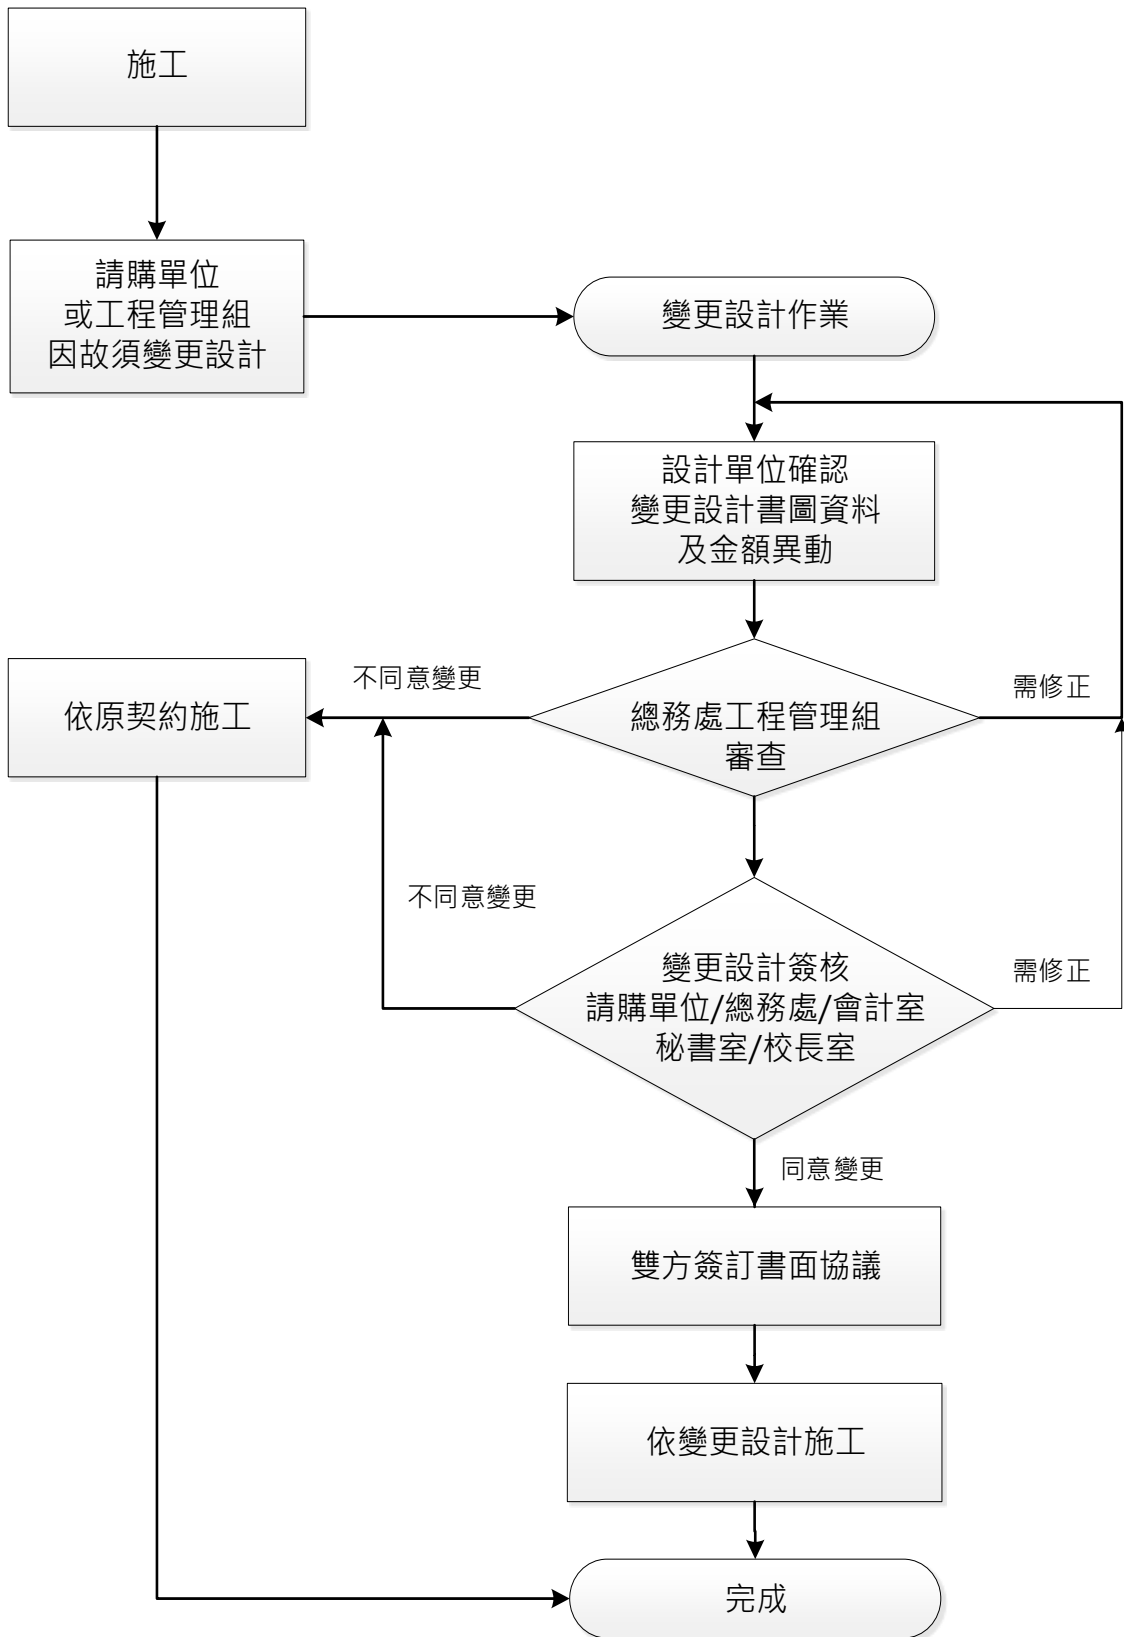 施工
請購單位
或工程管理組
因故須變更設計
變更設計作業
設計單位確認
變更設計書圖資料
及金額異動
依原契約施工
不同意變更
總務處工程管理組
審查
需修正
不同意變更
變更設計簽核
請購單位/總務處/會計室
秘書室/校長室
需修正
同意變更
雙方簽訂書面協議
依變更設計施工
完成